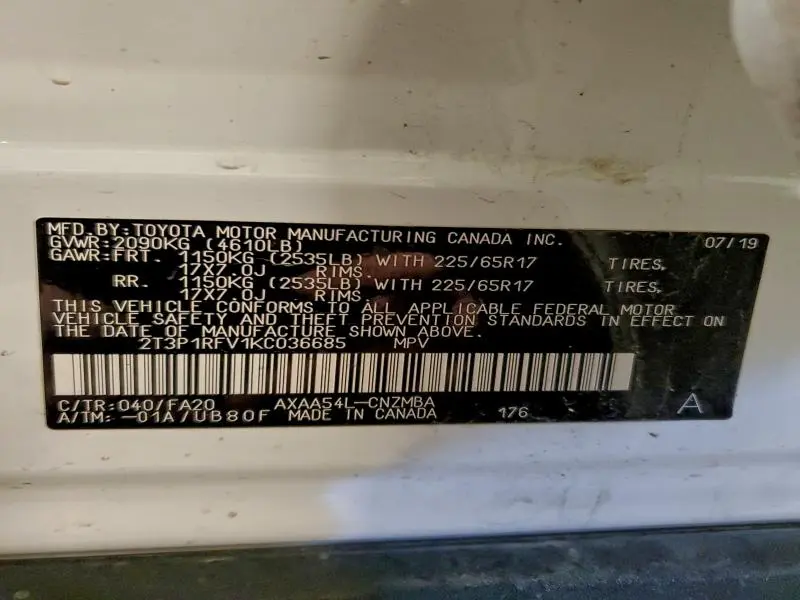 MFD.BY:TOYOTA MOTOR MANUFACTURING CANADA INC. 07/19
GVWR:2090KG (4610LB)
GAWR:FRT. 1150KG (2535LB) WITH 225/65R17 TIRES,
17X7.0J RIMS.
RR. 1150KG (2535LB) WITH 225/65R17 TIRES,
17X7.0J RIMS.
THIS VEHICLE CONFORMS TO ALL APPLICABLE FEDERAL MOTOR
VEHICLE SAFETY AND THEFT PREVENTION STANDARDS IN EFFECT ON
THE DATE OF MANUFACTURE SHOWN ABOVE.
2T3P1RFV1KC036685 MPV
C/TR:040/FA20 AXAA54L-CNZMBA
A/TM:-01A/UB80F MADE IN CANADA 176 A